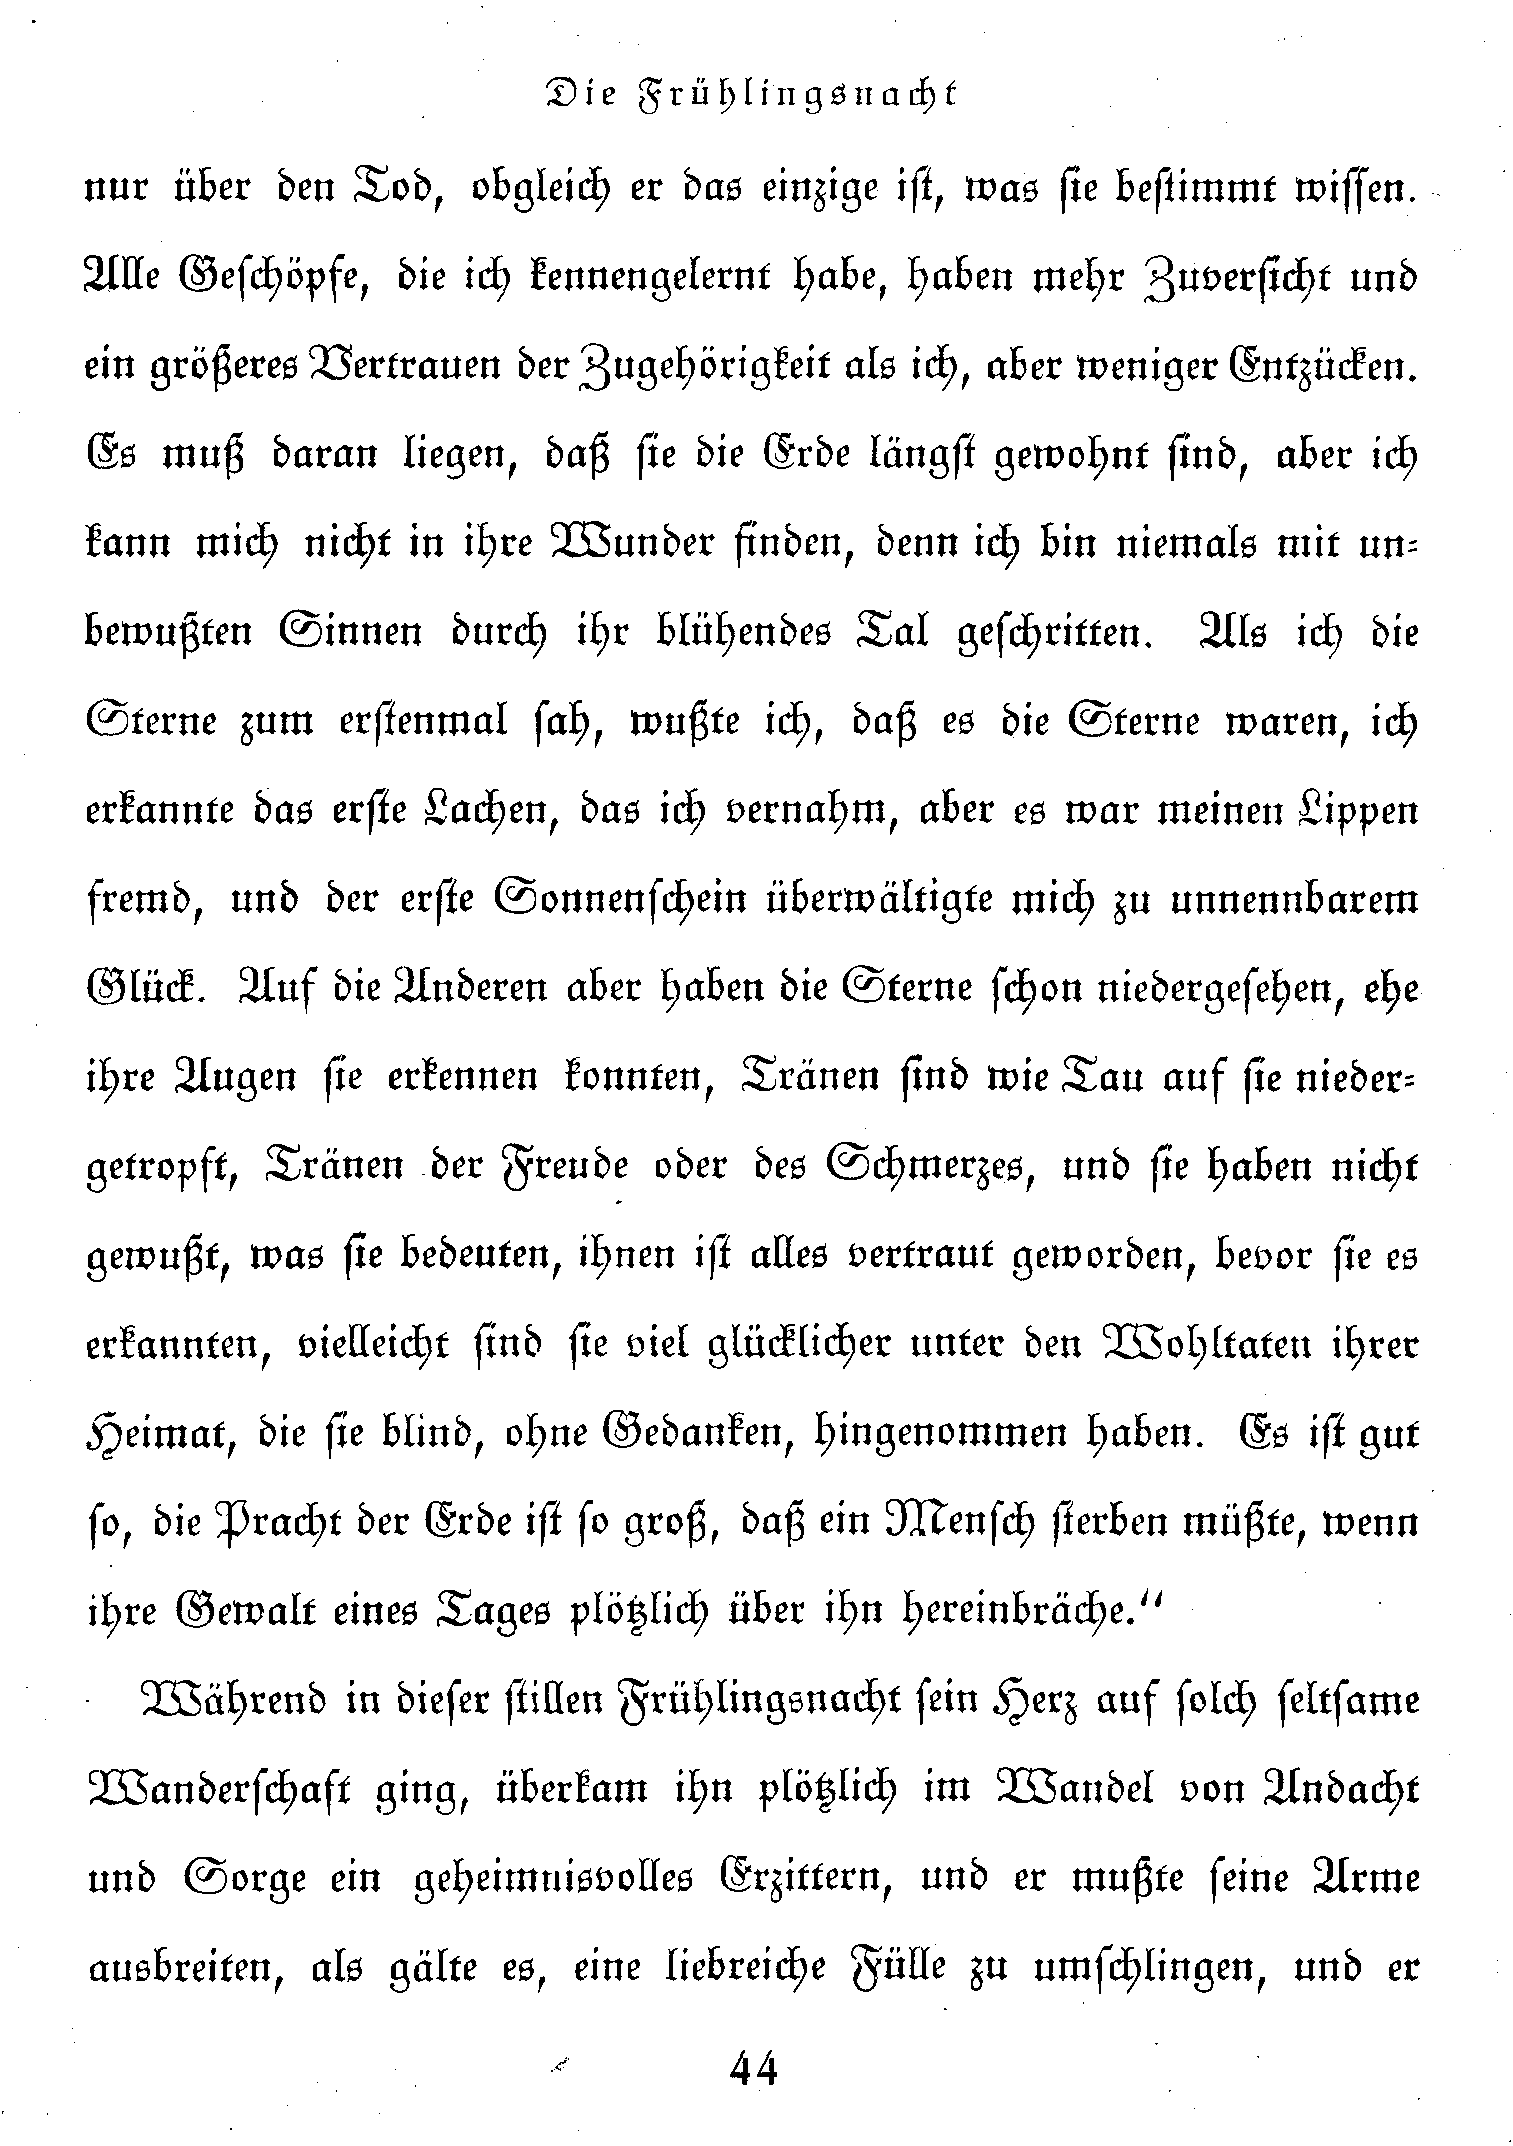 Die Frühlingsnacht
nur über den Tod, obgleich er das einzige ist, was sie bestimmt wissen.
Alle Geschöpfe, die ich kennengelernt habe, haben mehr Zuversicht und
ein größeres Vertrauen der Zugehörigkeit als ich, aber weniger Entzücken.
Es muß daran liegen, daß sie die Erde längst gewohnt sind, aber ich
kann mich nicht in ihre Wunder finden, denn ich bin niemals mit un-
bewußten Sinnen durch ihr blühendes Tal geschritten. Als ich die
Sterne zum erstenmal sah, wußte ich, daß es die Sterne waren, ich
erkannte das erste Lachen, das ich vernahm, aber es war meinen Lippen
fremd, und der erste Sonnenschein überwältigte mich zu unnennbarem
Glück. Auf die Anderen aber haben die Sterne schon niedergesehen, ehe
ihre Augen sie erkennen konnten, Tränen sind wie Tau auf sie nieder-
getropft, Tränen der Freude oder des Schmerzes, und sie haben nicht
gewußt, was sie bedeuten, ihnen ist alles vertraut geworden, bevor sie es
erkannten, vielleicht sind sie viel glücklicher unter den Wohltaten ihrer
Heimat, die sie blind, ohne Gedanken, hingenommen haben. Es ist gut
so, die Pracht der Erde ist so groß, daß ein Mensch sterben müßte, wenn
ihre Gewalt eines Tages plötzlich über ihn hereinbräche.“
Während in dieser stillen Frühlingsnacht sein Herz auf solch seltsame
Wanderschaft ging, überkam ihn plötzlich im Wandel von Andacht
und Sorge ein geheimnisvolles Erzittern, und er mußte seine Arme
ausbreiten, als gälte es, eine liebreiche Fülle zu umschlingen, und er
44